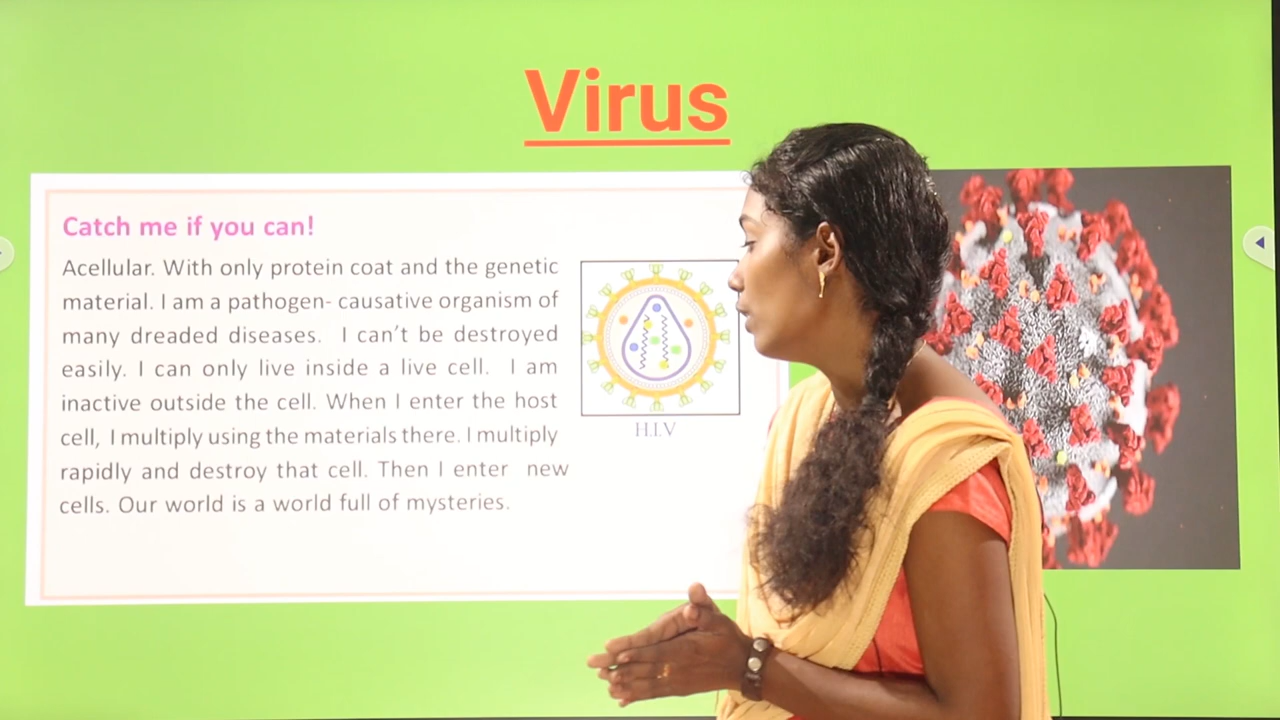 Virus
Catch me if you can!
Acellular. With only protein coat and the genetic
material. I am a pathogen- causative organism of
many dreaded diseases. I can't be destroyed
easily. I can only live inside a live cell. I am
inactive outside the cell. When I enter the host
cell, I multiply using the materials there. I multiply
rapidly and destroy that cell. Then I enter new
cells. Our world is a world full of mysteries.
H.I.V